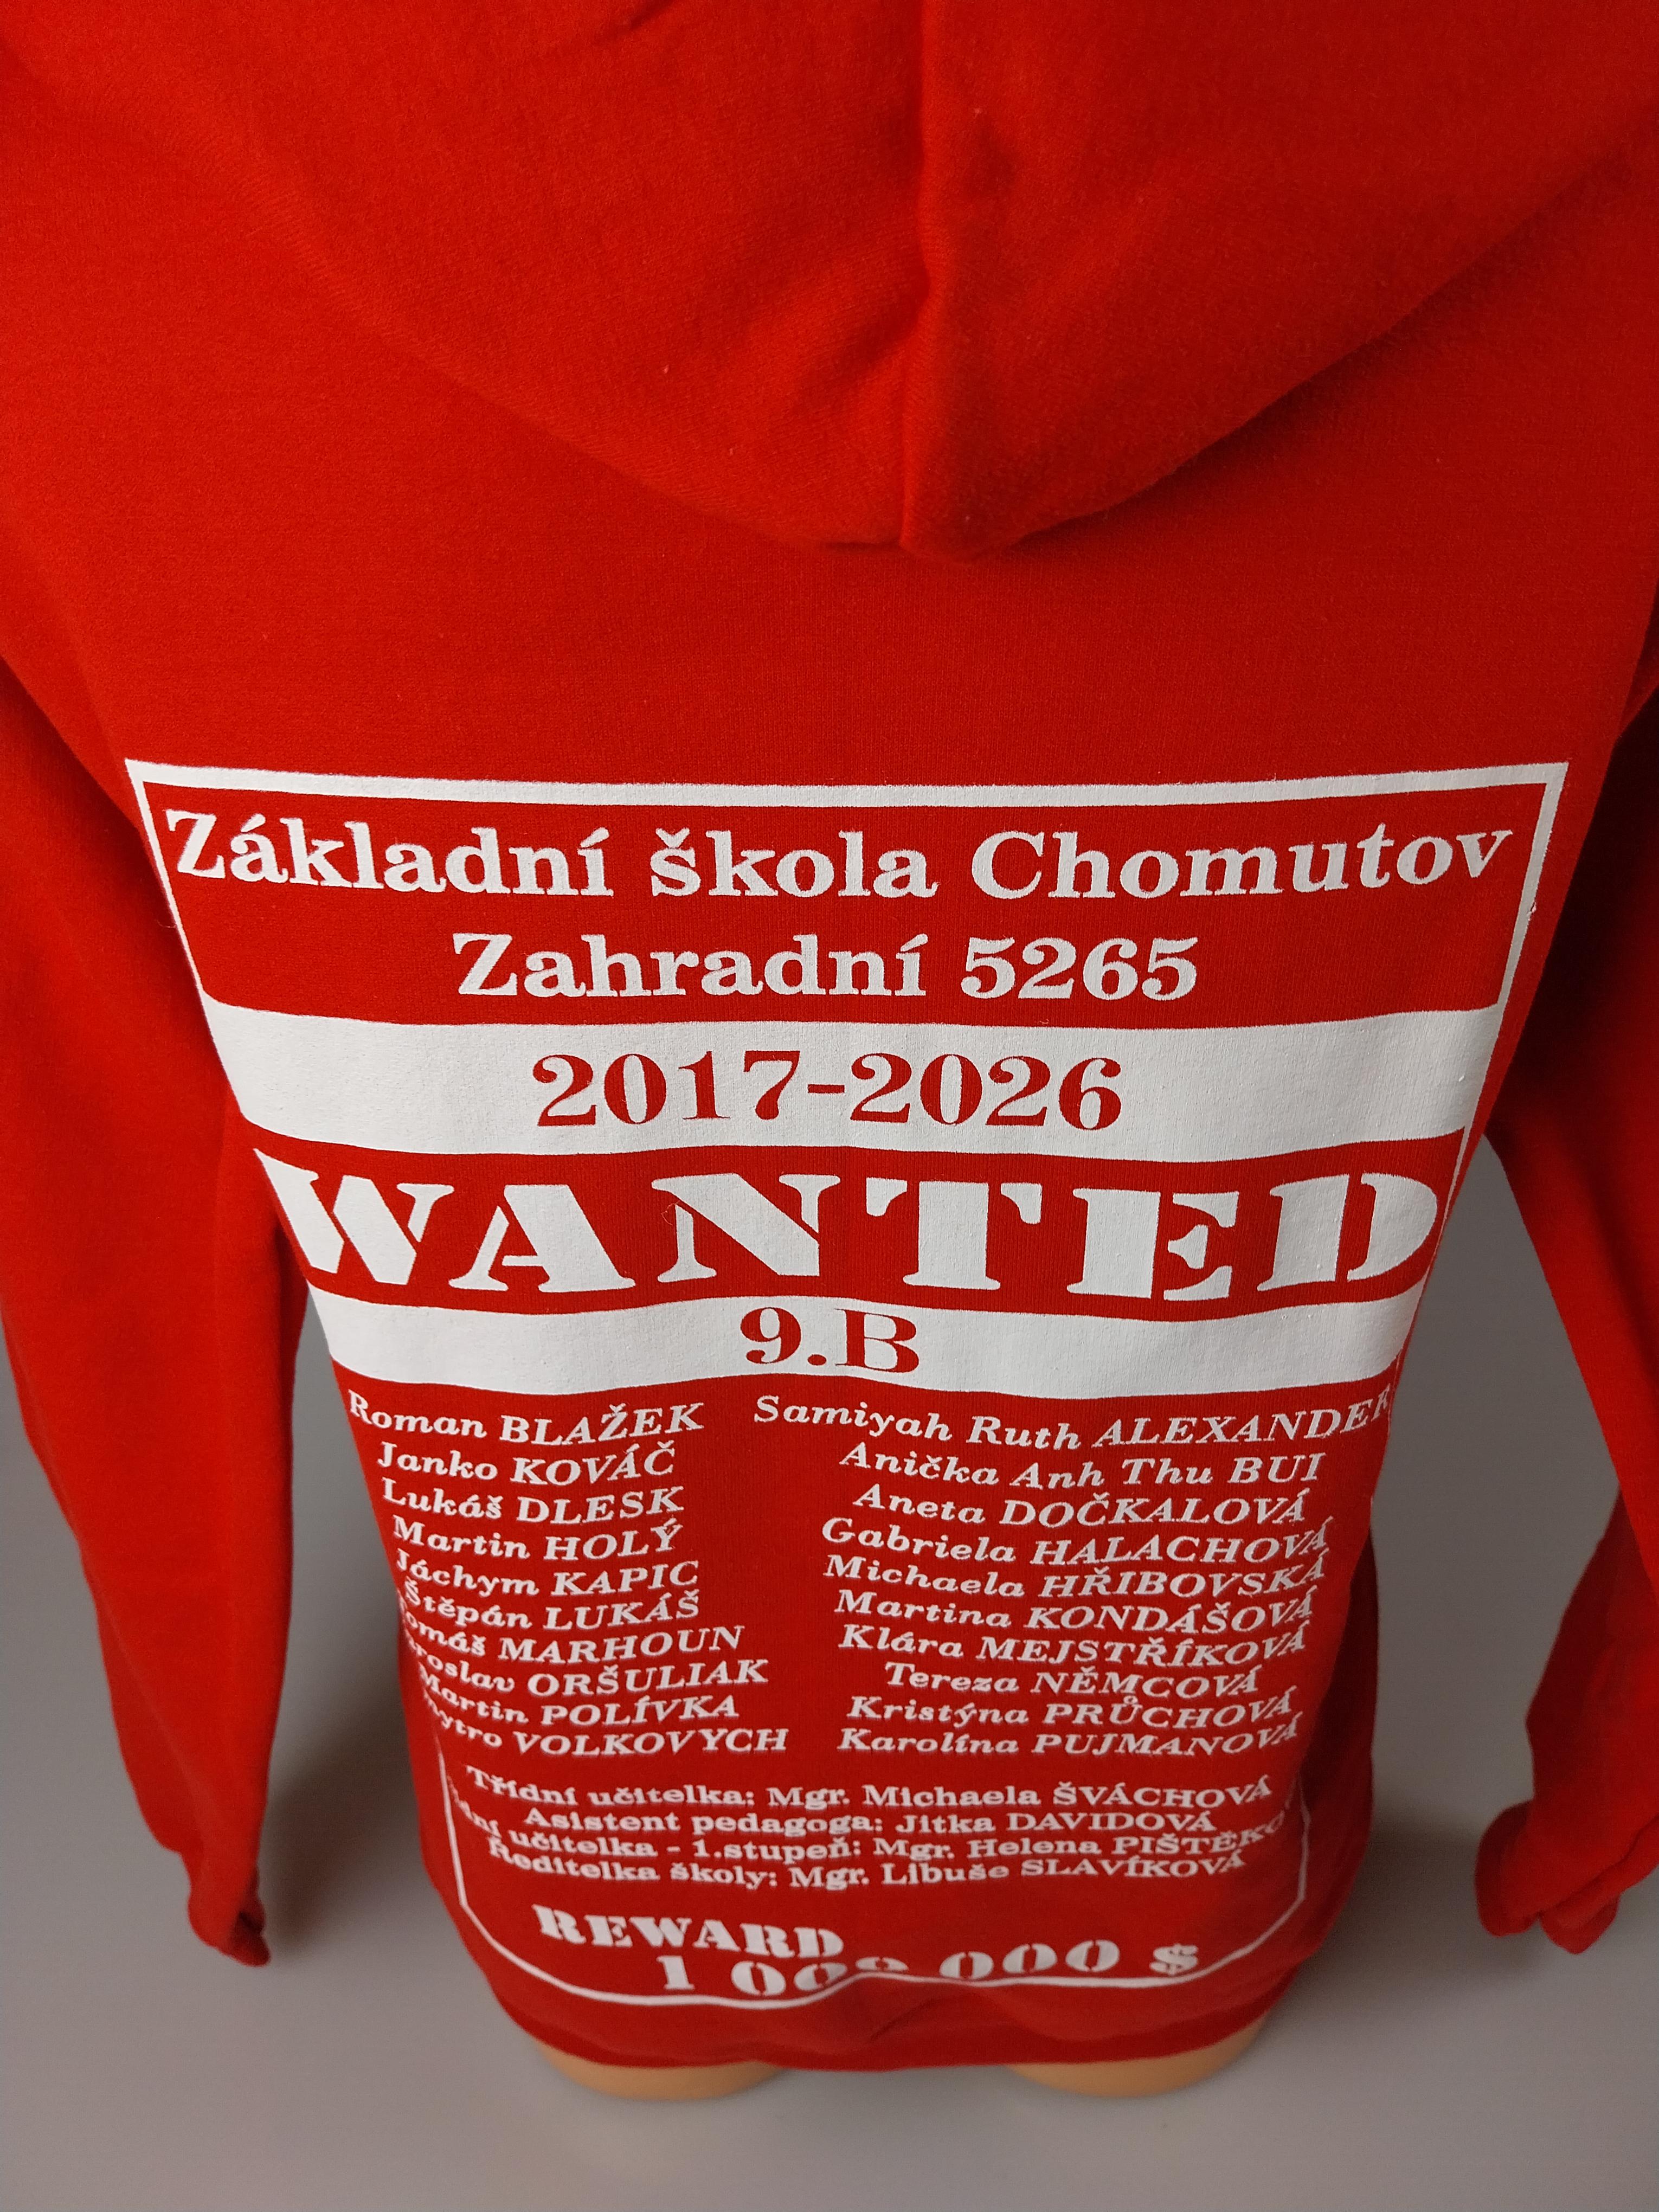 Základní škola Chomutov
Zahradní 5265
2017-2026
WANTED
9.B
Roman BLAŽEK
Janko KOVÁČ
Lukáš DLESK
Martin HOLÝ
Jáchym KAPIC
Štěpán LUKÁŠ
MARHOUN
ORŠULIAK
Martin POLÍVKA
VOLKOVYCH
Samiyah Ruth ALEXANDER
Anička Anh Thu BUI
Aneta DOČKALOVÁ
Gabriela HALACHOVÁ
Michaela HŘIBOVSKÁ
Martina KONDÁŠOVÁ
Klára MEJSTŘÍKOVÁ
Tereza NĚMCOVÁ
Kristýna PRŮCHOVÁ
Karolína PUJMANOVÁ
Třídní učitelka: Mgr. Michaela ŠVÁCHOVÁ
Asistent pedagoga: Jitka DAVIDOVÁ
učitelka - 1.stupeň: Mgr. Helena
Ředitelka školy: Mgr. Libuše SLAVÍKOVÁ
REWARD
1 000 000 $